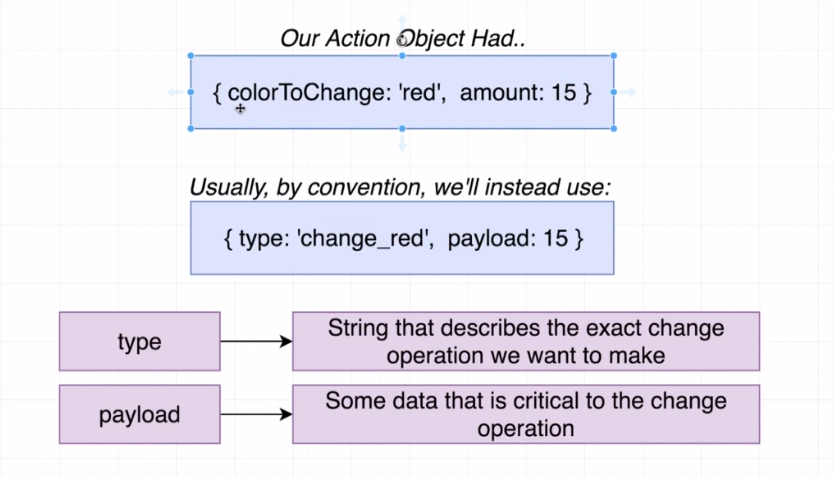 Our Action Object Had..
{ colorToChange: 'red', amount: 15 }
Usually, by convention, we'll instead use:
{ type: 'change_red', payload: 15 }
type
String that describes the exact change
operation we want to make
payload
Some data that is critical to the change
operation